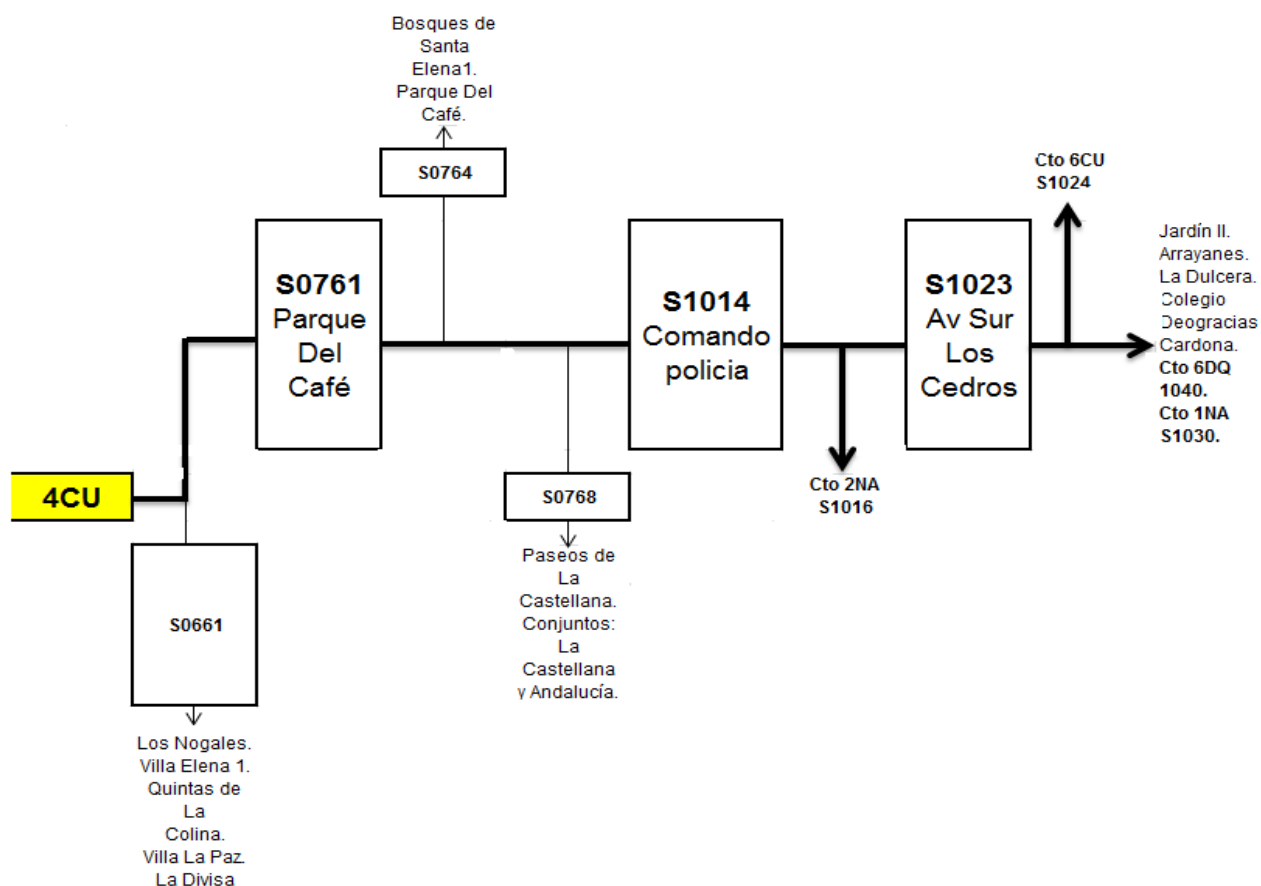 Bosques de
Santa
Elena1.
Parque Del
Café.
S0764
Cto 6CU
S1024
S0761
Parque
Del
Café
S1014
Comando
policia
S1023
Av Sur
Los
Cedros
Jardín II.
Arrayanes.
La Dulcera.
Colegio
Deogracias
Cardona.
Cto 6DQ
1040.
Cto 1NA
S1030.
4CU
S0768
Cto 2NA
S1016
Paseos de
La
Castellana.
Conjuntos:
La
Castellana
y Andalucía.
S0661
Los Nogales.
Villa Elena 1.
Quintas de
La
Colina.
Villa La Paz.
La Divisa